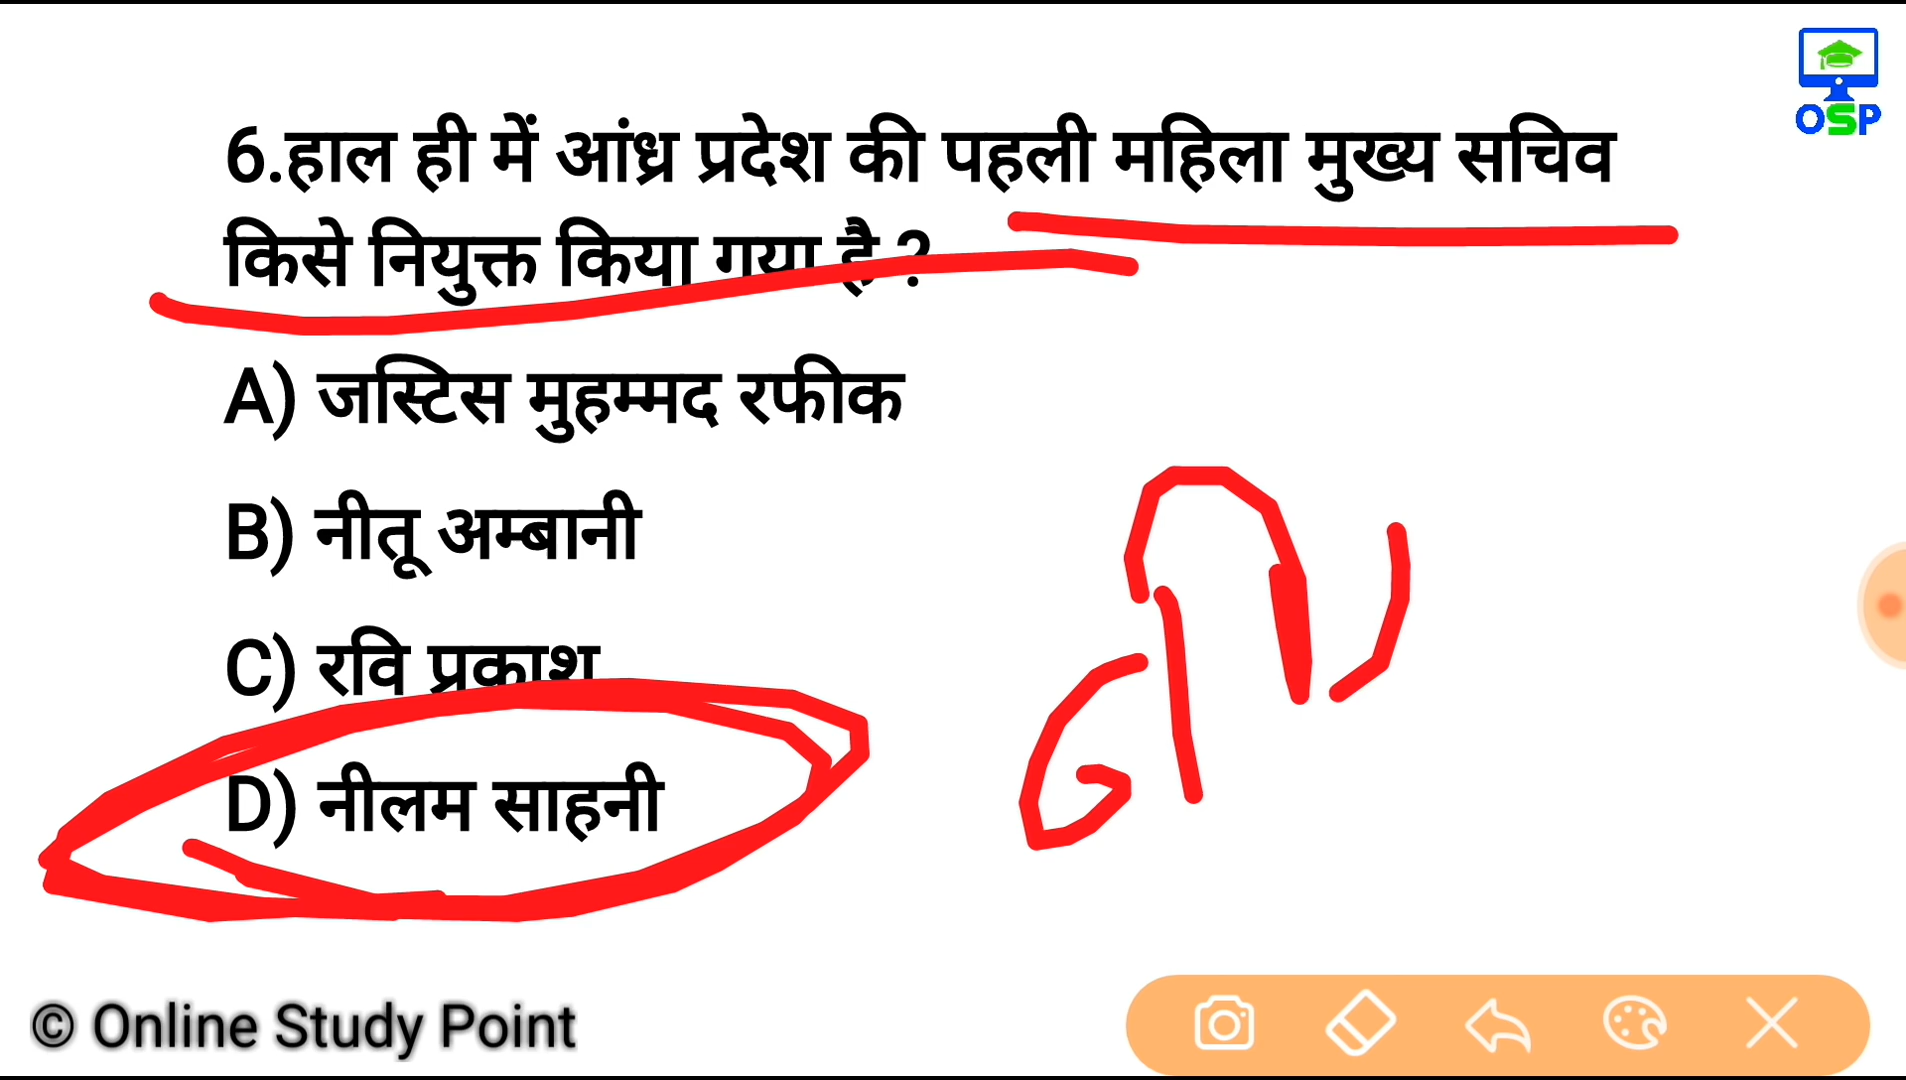 OSP
6.हाल ही में आंध्र प्रदेश की पहली महिला मुख्य सचिव
किसे नियुक्त किया गया है ?
A) जस्टिस मुहम्मद रफीक
B) नीतू अम्बानी
C) रवि प्रकाश
D) नीलम साहनी
© Online Study Point